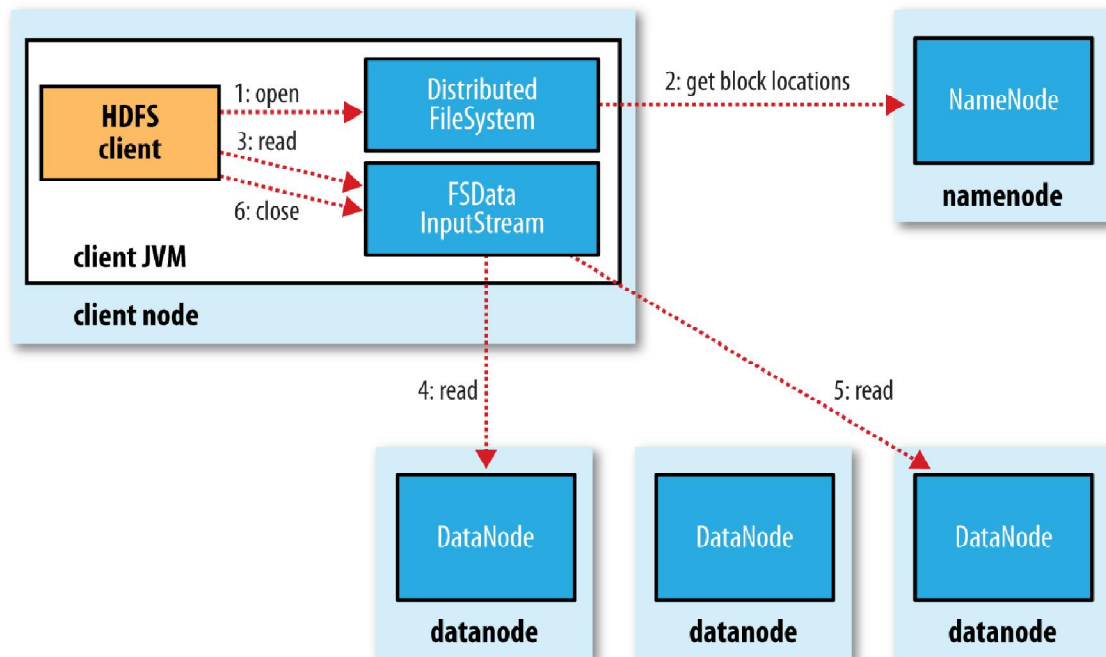 HDFS
client
1: open
3: read
6: close
Distributed
FileSystem
FSData
InputStream
client JVM
client node
2: get block locations
NameNode
namenode
4: read
5: read
DataNode
datanode
DataNode
datanode
DataNode
datanode